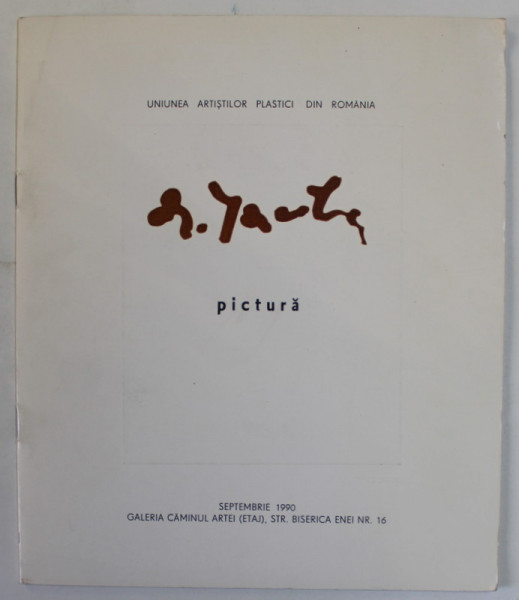 UNIUNEA ARTIȘTILOR PLASTICI DIN ROMÂNIA
pictură
SEPTEMBRIE 1990
GALERIA CĂMINUL ARTEI (ETAJ), STR. BISERICA ENEI NR. 16